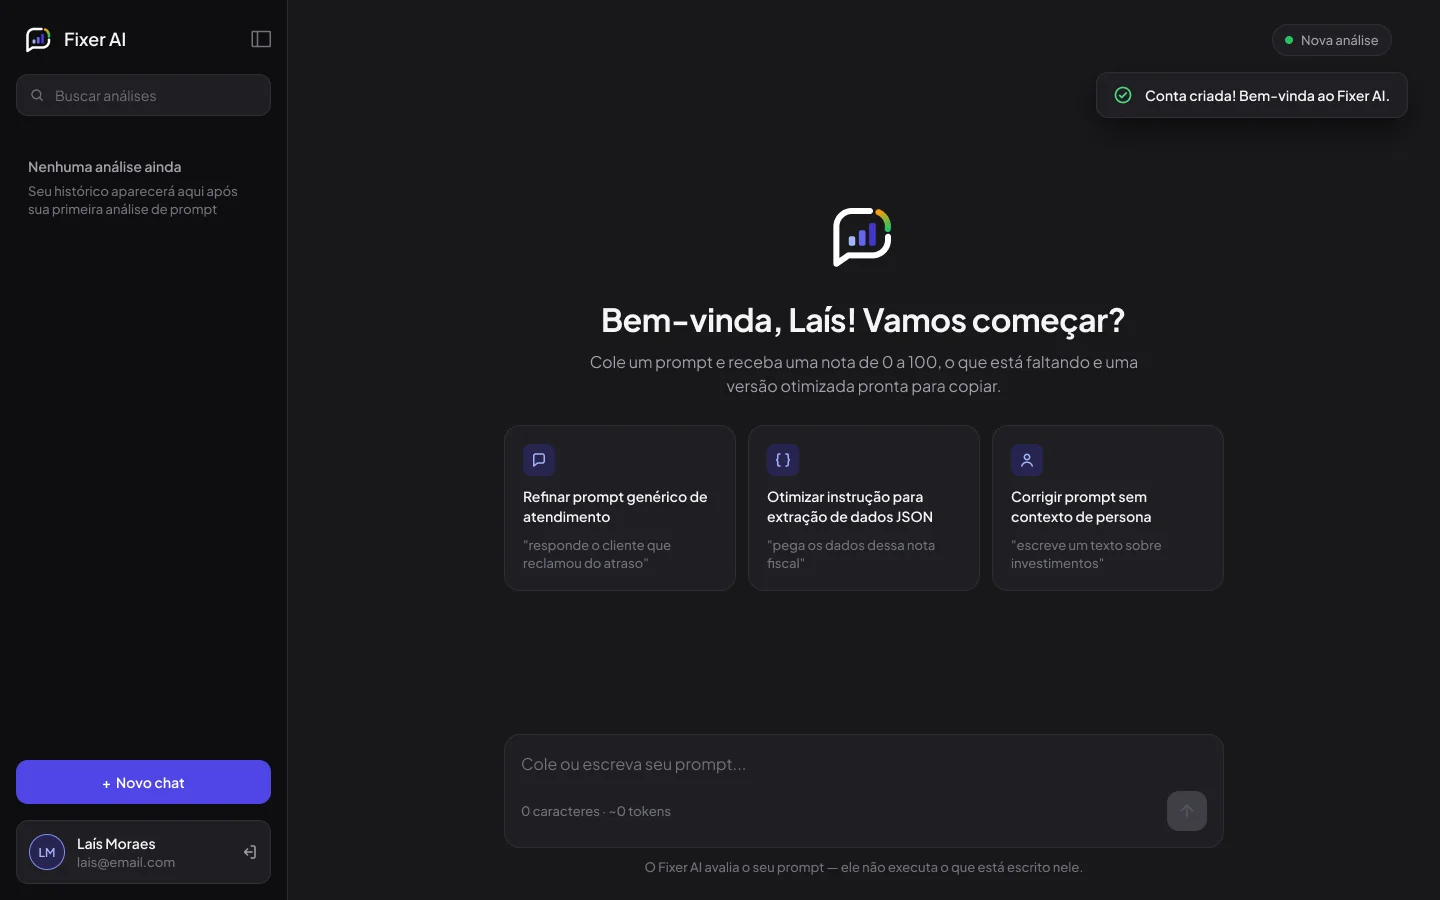 Fixer AI
Buscar análises
Nenhuma análise ainda
Seu histórico aparecerá aqui após
sua primeira análise de prompt
+ Novo chat
LM
Laís Moraes
lais@email.com
Nova análise
Conta criada! Bem-vinda ao Fixer AI.
Bem-vinda, Laís! Vamos começar?
Cole um prompt e receba uma nota de 0 a 100, o que está faltando e uma
versão otimizada pronta para copiar.
Refinar prompt genérico de
atendimento
"responde o cliente que
reclamou do atraso"
Otimizar instrução para
extração de dados JSON
"pega os dados dessa nota
fiscal"
Corrigir prompt sem
contexto de persona
"escreve um texto sobre
investimentos"
Cole ou escreva seu prompt...
0 caracteres · ~0 tokens
O Fixer AI avalia o seu prompt — ele não executa o que está escrito nele.